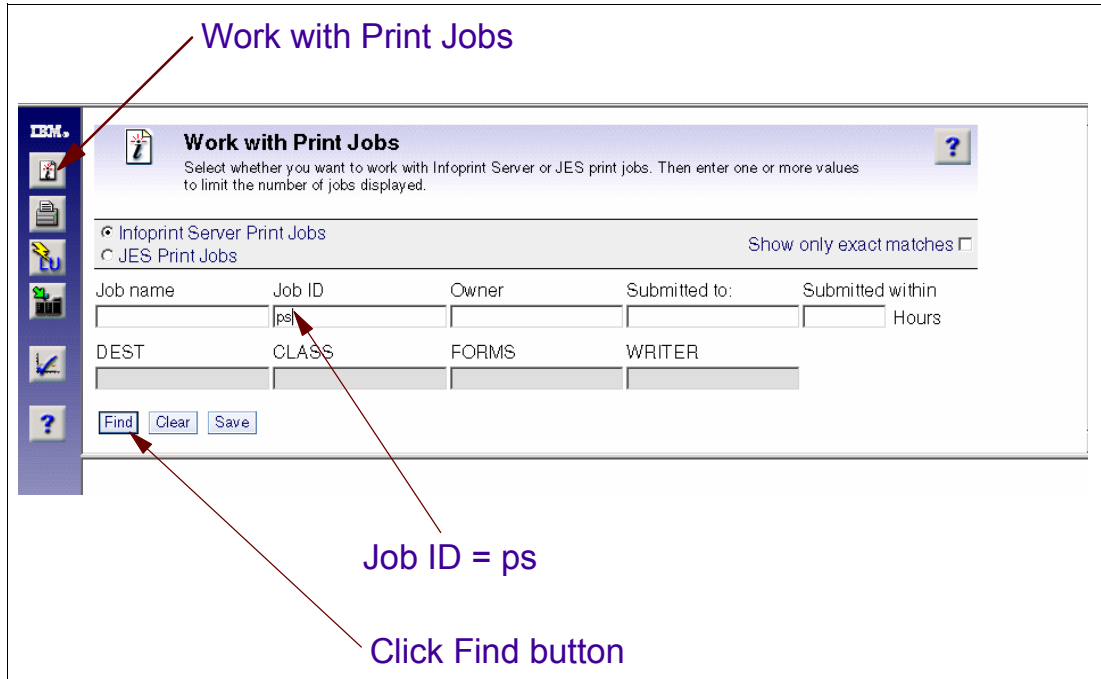 Work with Print Jobs
IBM.
Work with Print Jobs
?
Select whether you want to work with Infoprint Server or JES print jobs. Then enter one or more values
to limit the number of jobs displayed.
Infoprint Server Print Jobs
JES Print Jobs
Show only exact matches
LU
Job name Job ID Owner Submitted to: Submitted within
ps Hours
DEST CLASS FORMS WRITER
? Find Clear Save
Job ID = ps
Click Find button